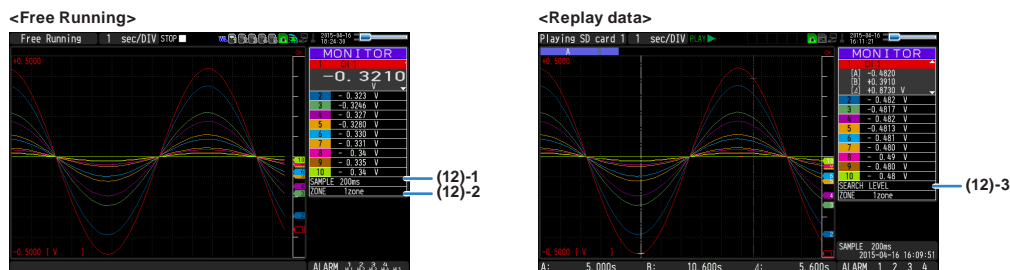 <Free Running>
Free Running 1 sec/DIV STOP
2015-04-16
18:24:30
+0.5000
MONITOR
1 CH 1
-0.3210
V
2 - 0.323 V
3 -0.3246 V
4 - 0.327 V
5 -0.3280 V
6 - 0.330 V
7 - 0.331 V
8 - 0.34 V
9 - 0.335 V
10 - 0.34 V
SAMPLE 200ms
ZONE 1zone
(12)-1
(12)-2
-0.5000 [ V ]
ALARM 1 2 3 4
<Replay data>
Playing SD card 1 1 sec/DIV PLAY
2015-04-16
16:11:21
A
+0.5000
MONITOR
1 CH 1
[A] -0.4820
[B] +0.3910
[⊿] +0.8730 V
2 - 0.482 V
3 -0.4817 V
4 - 0.482 V
5 -0.4813 V
6 - 0.481 V
7 - 0.480 V
8 - 0.49 V
9 - 0.480 V
10 - 0.48 V
SEARCH LEVEL
ZONE 1zone
(12)-3
-0.5000 [ V ]
SAMPLE 200ms
2015-04-16 16:09:51
A: 5.000s B: 10.600s ⊿: 5.600s ALARM 1 2 3 4